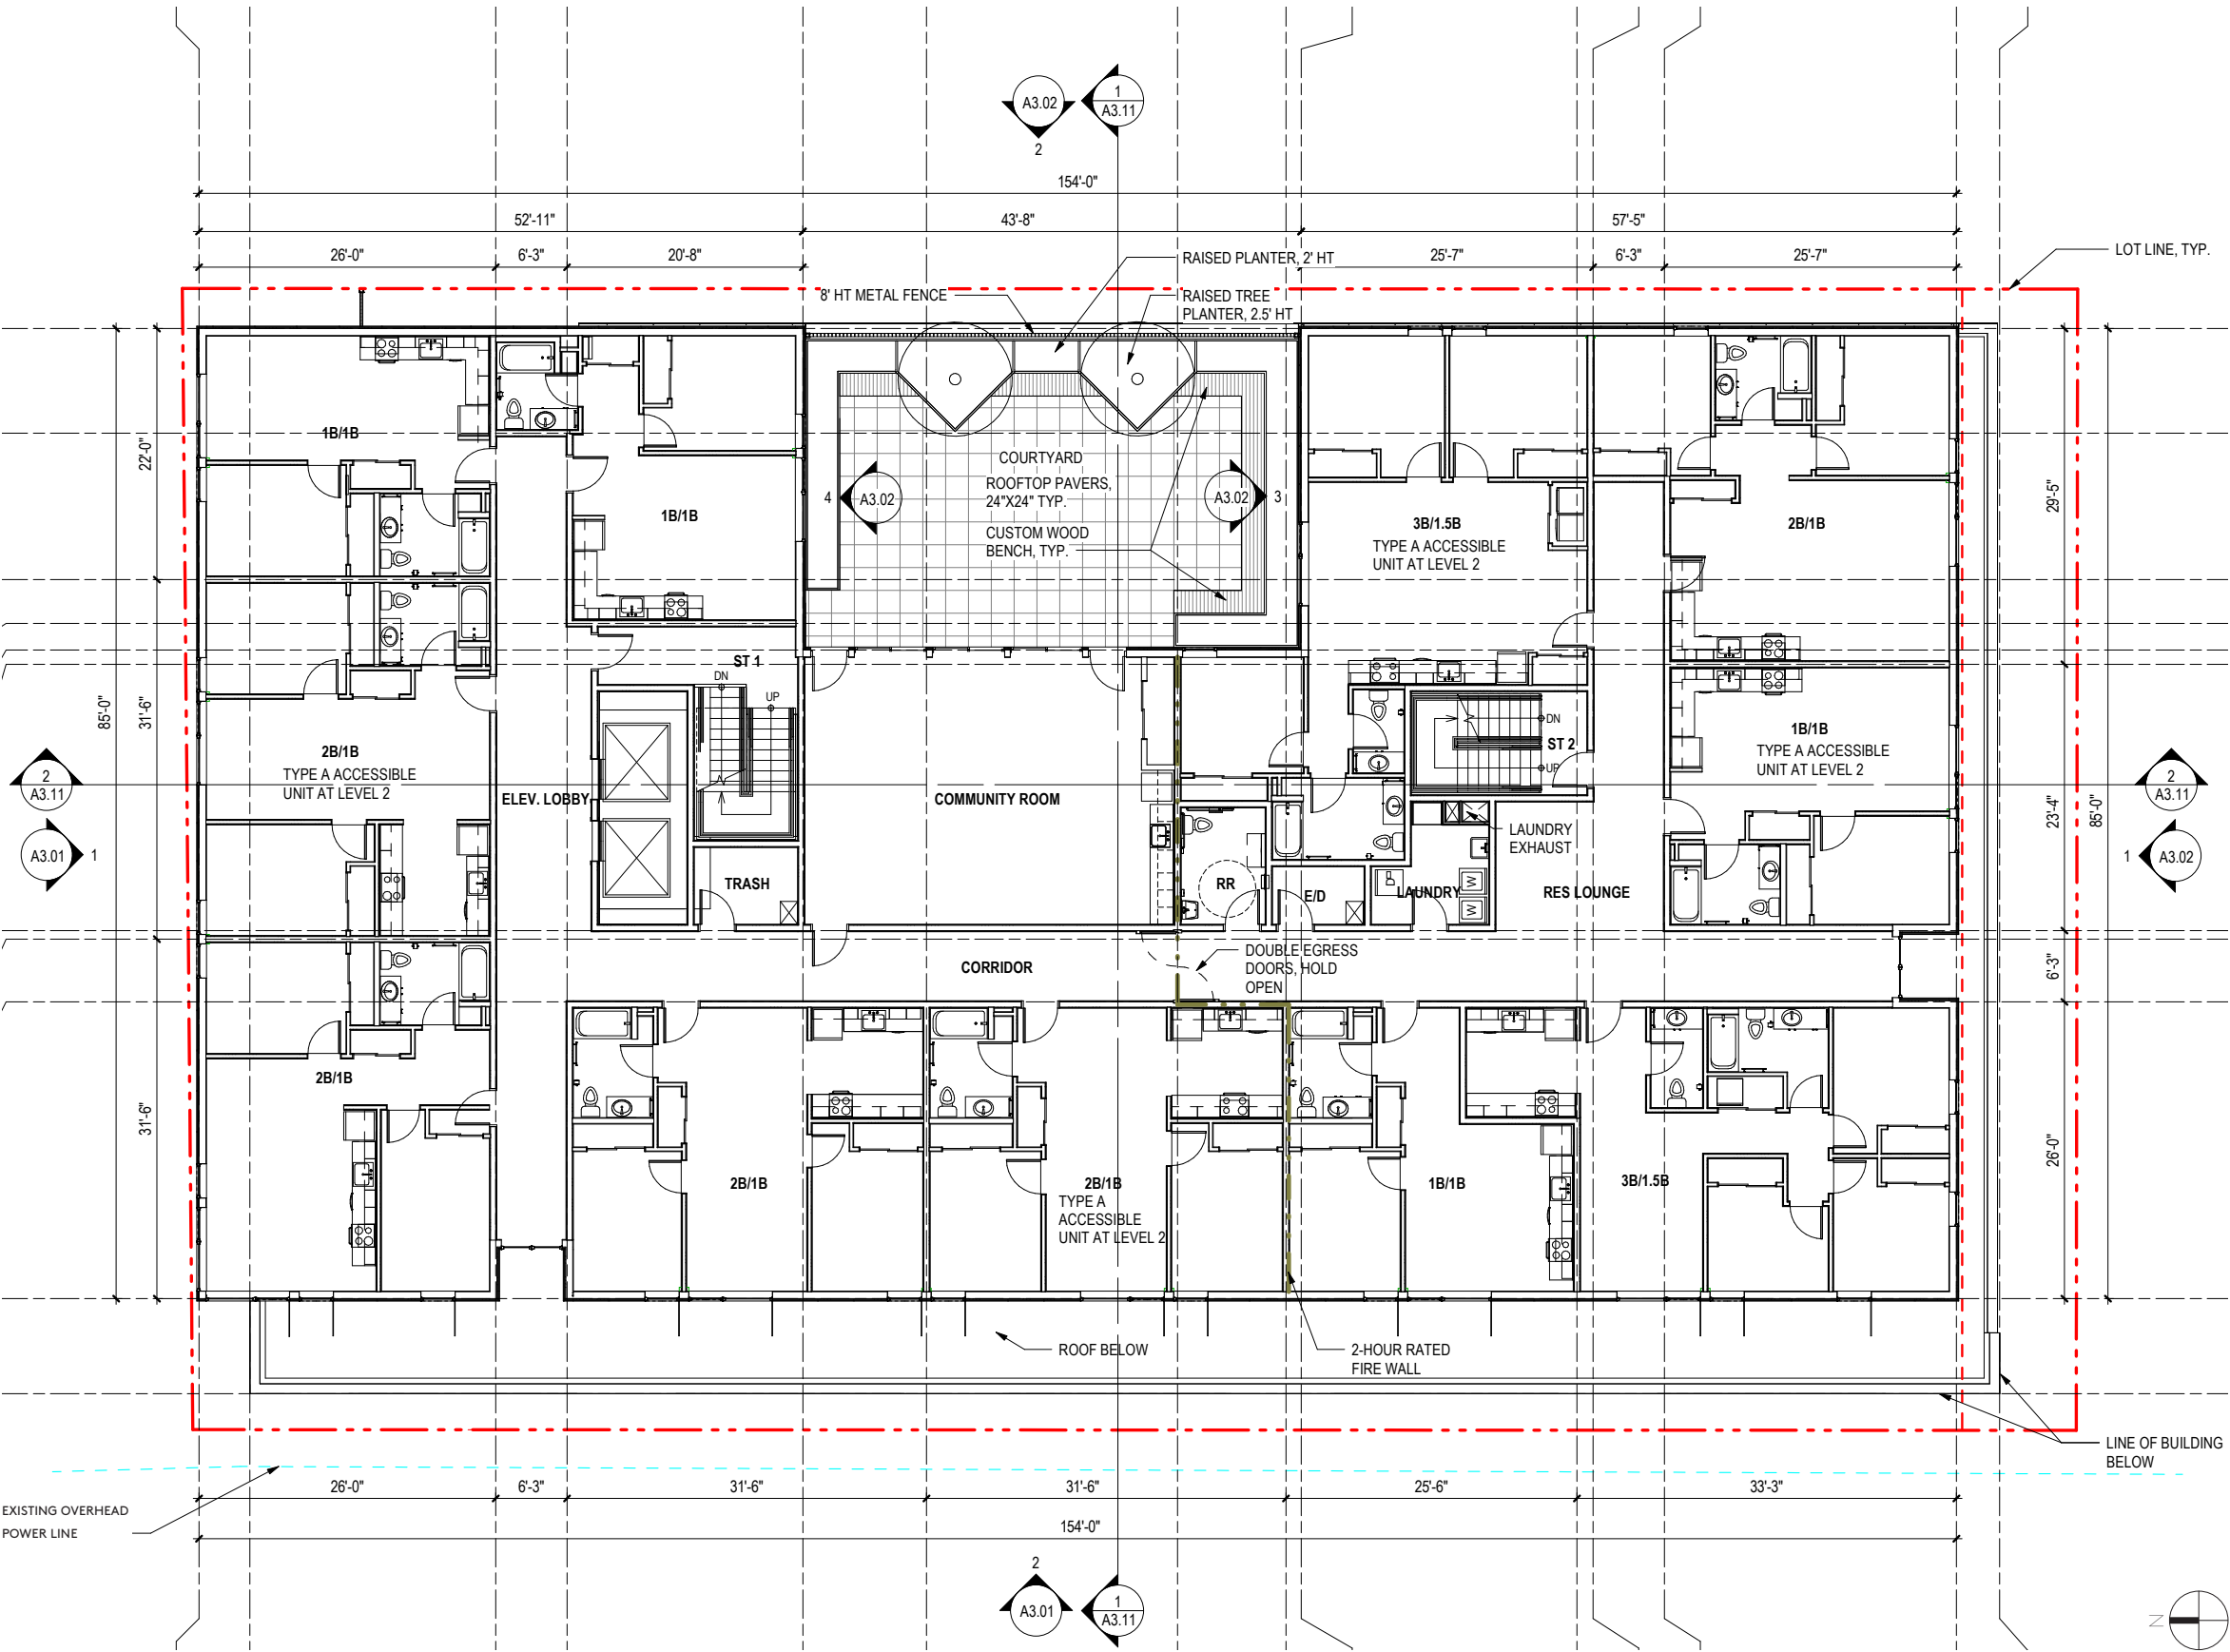 A3.02
2
1
A3.11
154'-0"
52'-11"
43'-8"
57'-5"
26'-0"
6'-3"
20'-8"
25'-7"
6'-3"
25'-7"
LOT LINE, TYP.
RAISED PLANTER, 2' HT
8' HT METAL FENCE
RAISED TREE
PLANTER, 2.5' HT
1B/1B
1B/1B
COURTYARD
ROOFTOP PAVERS,
24"X24" TYP.
CUSTOM WOOD
BENCH, TYP.
4
A3.02
A3.02
3
3B/1.5B
TYPE A ACCESSIBLE
UNIT AT LEVEL 2
2B/1B
22'-0"
29'-5"
85'-0"
31'-6"
ST 1
DN
UP
2B/1B
TYPE A ACCESSIBLE
UNIT AT LEVEL 2
ELEV. LOBBY
COMMUNITY ROOM
DN
ST 2
UP
1B/1B
TYPE A ACCESSIBLE
UNIT AT LEVEL 2
2
A3.11
A3.01
1
2
A3.11
1
A3.02
23'-4"
85'-0"
LAUNDRY
EXHAUST
TRASH
RR
E/D
LAUNDRY
W
W
D
RES LOUNGE
DOUBLE EGRESS
DOORS, HOLD
OPEN
CORRIDOR
6'-3"
2B/1B
31'-6"
2B/1B
2B/1B
TYPE A
ACCESSIBLE
UNIT AT LEVEL 2
1B/1B
3B/1.5B
26'-0"
ROOF BELOW
2-HOUR RATED
FIRE WALL
LINE OF BUILDING
BELOW
EXISTING OVERHEAD
POWER LINE
26'-0"
6'-3"
31'-6"
31'-6"
25'-6"
33'-3"
154'-0"
2
A3.01
1
A3.11
N